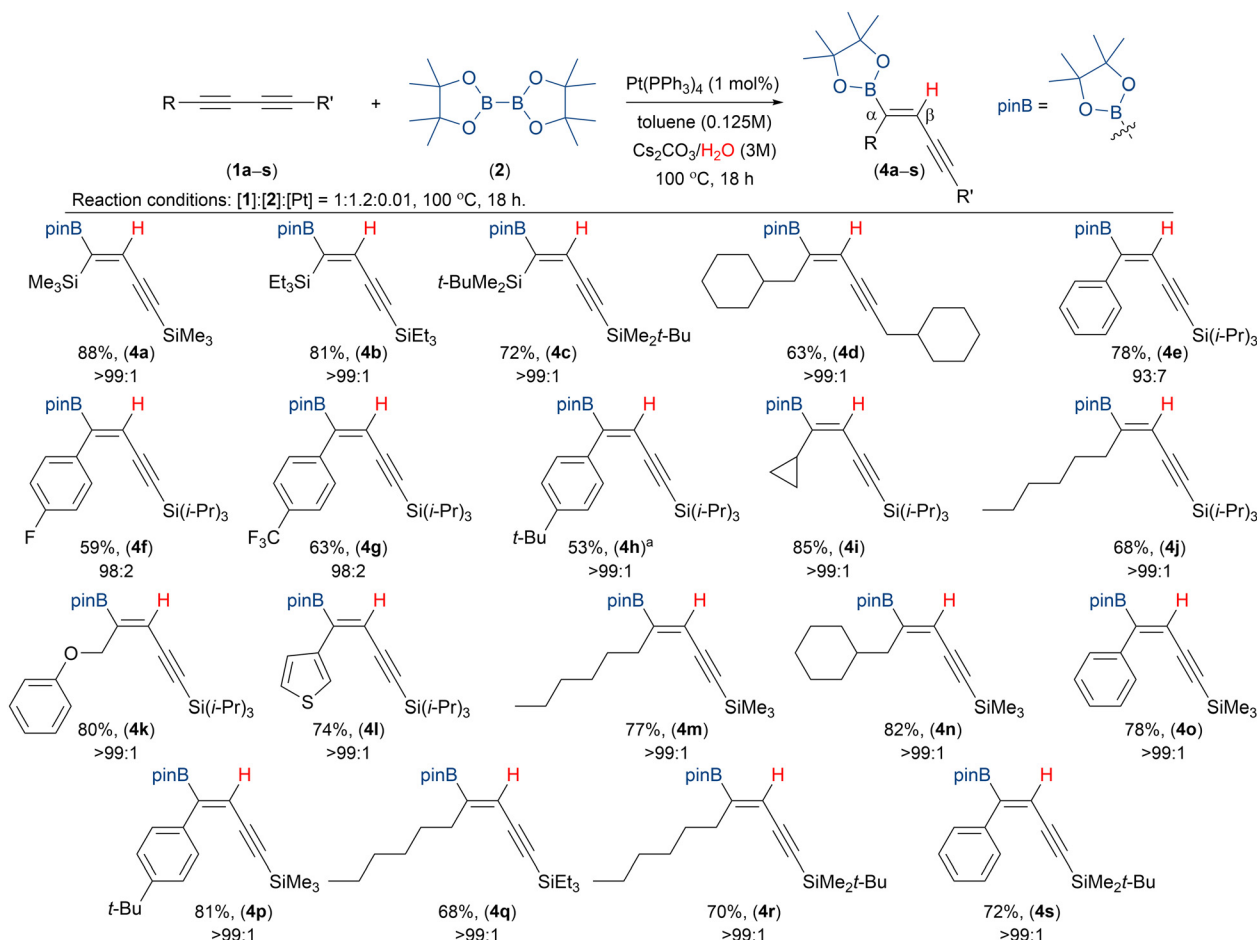 R R' + Pt(PPh₃)₄ (1 mol%)
toluene (0.125M)
Cs₂CO₃/H₂O (3M)
100 °C, 18 h
O O B B O O
O O B H α β R R'
pinB = O O B
(1a–s) (2) (4a–s)
Reaction conditions: [1]:[2]:[Pt] = 1:1.2:0.01, 100 °C, 18 h.
pinB H pinB H pinB H pinB H pinB H
Me₃Si Et₃Si t-BuMe₂Si
SiMe₃ SiEt₃ SiMe₂t-Bu Si(i-Pr)₃
88%, (4a) 81%, (4b) 72%, (4c) 63%, (4d) 78%, (4e)
>99:1 >99:1 >99:1 >99:1 93:7
pinB H pinB H pinB H pinB H pinB H
Si(i-Pr)₃ Si(i-Pr)₃ Si(i-Pr)₃ Si(i-Pr)₃ Si(i-Pr)₃
F F₃C t-Bu
59%, (4f) 63%, (4g) 53%, (4h)ᵃ 85%, (4i) 68%, (4j)
98:2 98:2 >99:1 >99:1 >99:1
pinB H pinB H pinB H pinB H pinB H
O S
Si(i-Pr)₃ Si(i-Pr)₃ SiMe₃ SiMe₃ SiMe₃
80%, (4k) 74%, (4l) 77%, (4m) 82%, (4n) 78%, (4o)
>99:1 >99:1 >99:1 >99:1 >99:1
pinB H pinB H pinB H pinB H
SiMe₃ SiEt₃ SiMe₂t-Bu SiMe₂t-Bu
t-Bu
81%, (4p) 68%, (4q) 70%, (4r) 72%, (4s)
>99:1 >99:1 >99:1 >99:1